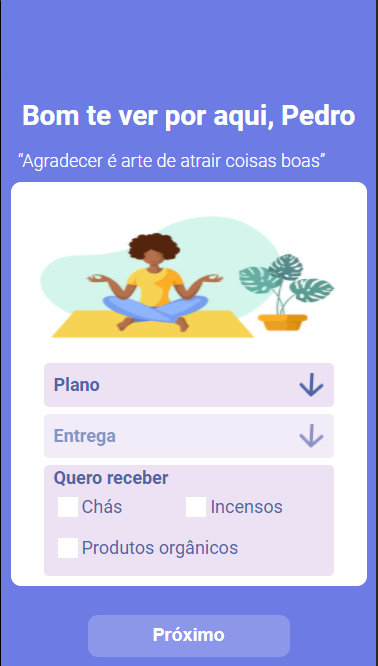 Bom te ver por aqui, Pedro
"Agradecer é arte de atrair coisas boas"
Plano
Entrega
Quero receber
Chás Incensos
Produtos orgânicos
Próximo